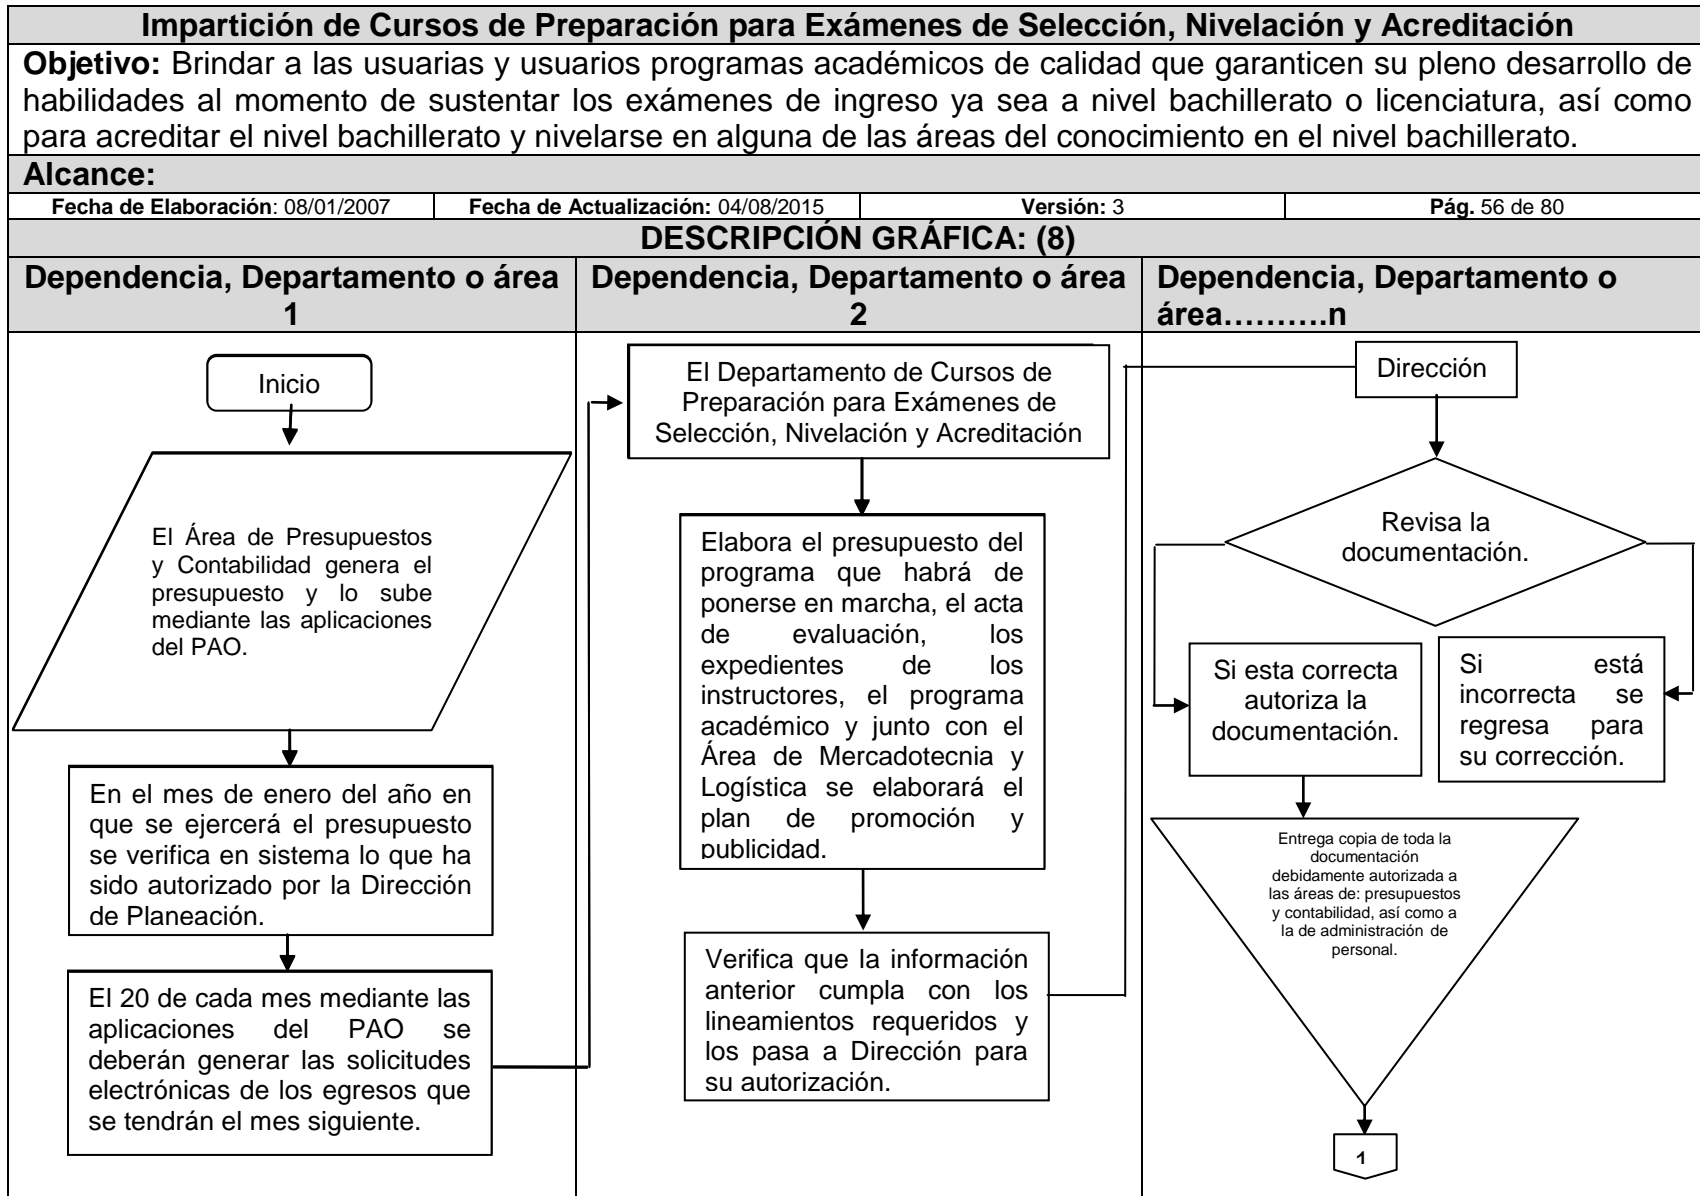 Impartición de Cursos de Preparación para Exámenes de Selección, Nivelación y Acreditación
Objetivo: Brindar a las usuarias y usuarios programas académicos de calidad que garanticen su pleno desarrollo de
habilidades al momento de sustentar los exámenes de ingreso ya sea a nivel bachillerato o licenciatura, así como
para acreditar el nivel bachillerato y nivelarse en alguna de las áreas del conocimiento en el nivel bachillerato.
Alcance:
Fecha de Elaboración: 08/01/2007 Fecha de Actualización: 04/08/2015 Versión: 3 Pág. 56 de 80
DESCRIPCIÓN GRÁFICA: (8)
Dependencia, Departamento o área
1
Dependencia, Departamento o área
2
Dependencia, Departamento o
área……….n
Inicio
El Área de Presupuestos
y Contabilidad genera el
presupuesto y lo sube
mediante las aplicaciones
del PAO.
En el mes de enero del año en
que se ejercerá el presupuesto
se verifica en sistema lo que ha
sido autorizado por la Dirección
de Planeación.
El 20 de cada mes mediante las
aplicaciones del PAO se
deberán generar las solicitudes
electrónicas de los egresos que
se tendrán el mes siguiente.
El Departamento de Cursos de
Preparación para Exámenes de
Selección, Nivelación y Acreditación
Elabora el presupuesto del
programa que habrá de
ponerse en marcha, el acta
de evaluación, los
expedientes de los
instructores, el programa
académico y junto con el
Área de Mercadotecnia y
Logística se elaborará el
plan de promoción y
publicidad.
Verifica que la información
anterior cumpla con los
lineamientos requeridos y
los pasa a Dirección para
su autorización.
Dirección
Revisa la
documentación.
Si esta correcta
autoriza la
documentación.
Si está
incorrecta se
regresa para
su corrección.
Entrega copia de toda la
documentación
debidamente autorizada a
las áreas de: presupuestos
y contabilidad, así como a
la de administración de
personal.
1